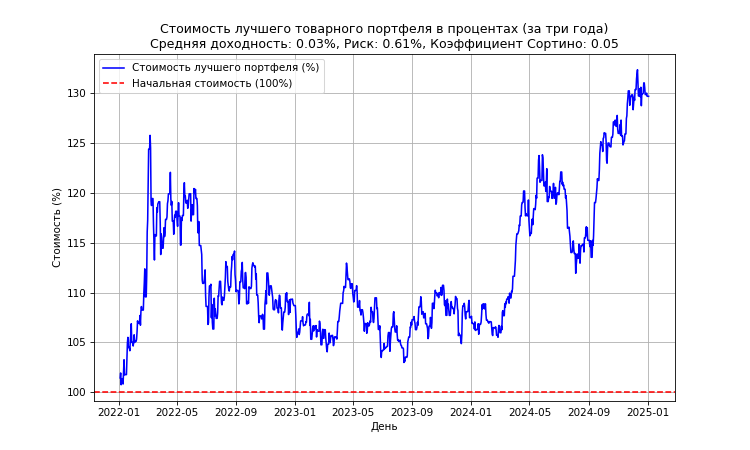 Стоимость лучшего товарного портфеля в процентах (за три года)
Средняя доходность: 0.03%, Риск: 0.61%, Коэффициент Сортино: 0.05
Стоимость лучшего портфеля (%)
Начальная стоимость (100%)
Стоимость (%)
130
125
120
115
110
105
100
2022-01 2022-05 2022-09 2023-01 2023-05 2023-09 2024-01 2024-05 2024-09 2025-01
День